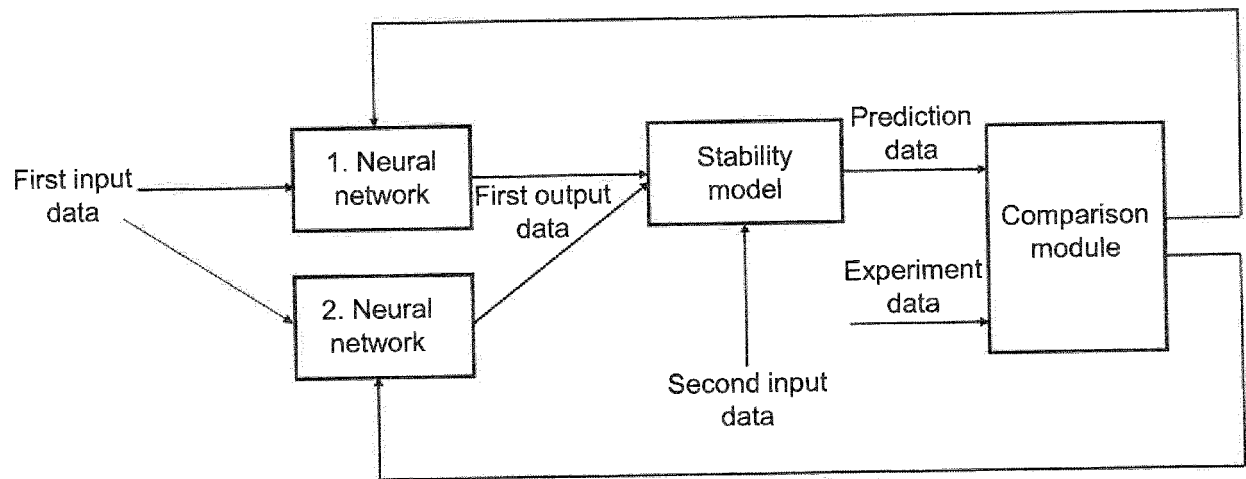 First input
data
1. Neural
network
First output
data
2. Neural
network
Stability
model
Second input
data
Prediction
data
Experiment
data
Comparison
module